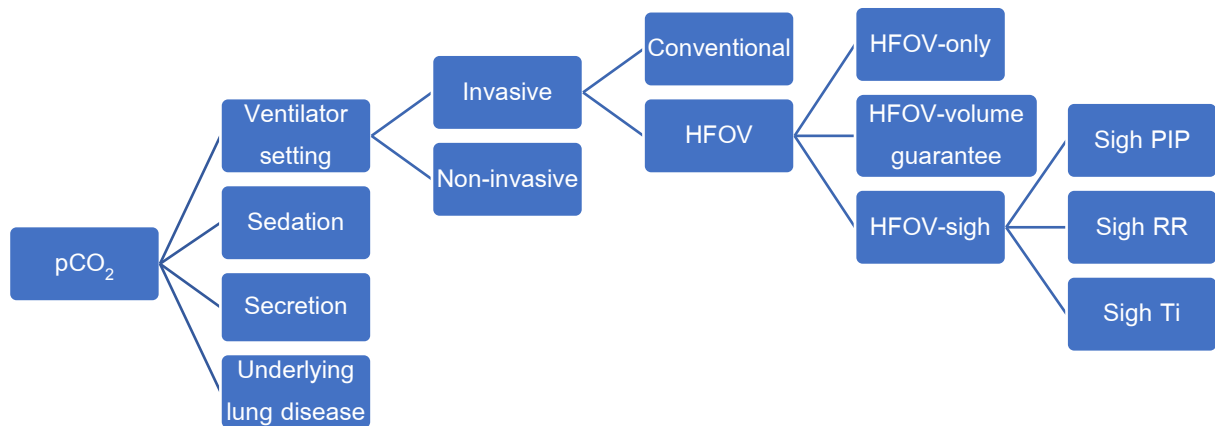 pCO₂
Ventilator
setting
Sedation
Secretion
Underlying
lung disease
Invasive
Non-invasive
Conventional
HFOV
HFOV-only
HFOV-volume
guarantee
HFOV-sigh
Sigh PIP
Sigh RR
Sigh Ti